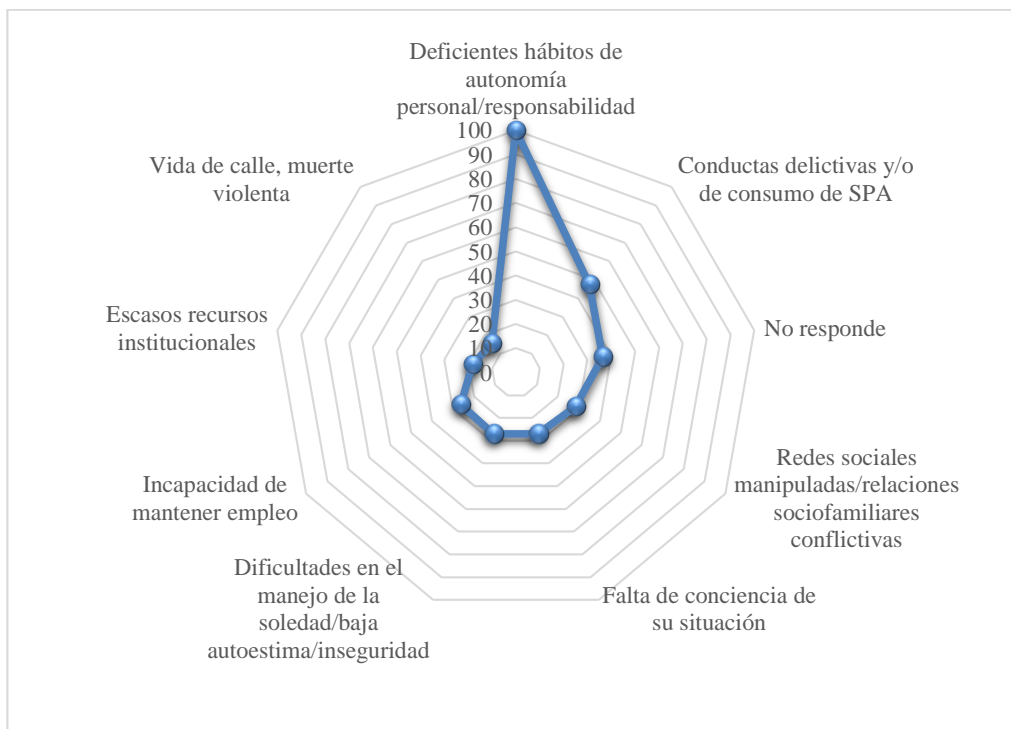 Deficientes hábitos de
autonomía
personal/responsabilidad
Conductas delictivas y/o
de consumo de SPA
No responde
Redes sociales
manipuladas/relaciones
sociofamiliares
conflictivas
Falta de conciencia de
su situación
Dificultades en el
manejo de la
soledad/baja
autoestima/inseguridad
Incapacidad de
mantener empleo
Escasos recursos
institucionales
Vida de calle, muerte
violenta
100
90
80
70
60
50
40
30
20
10
0